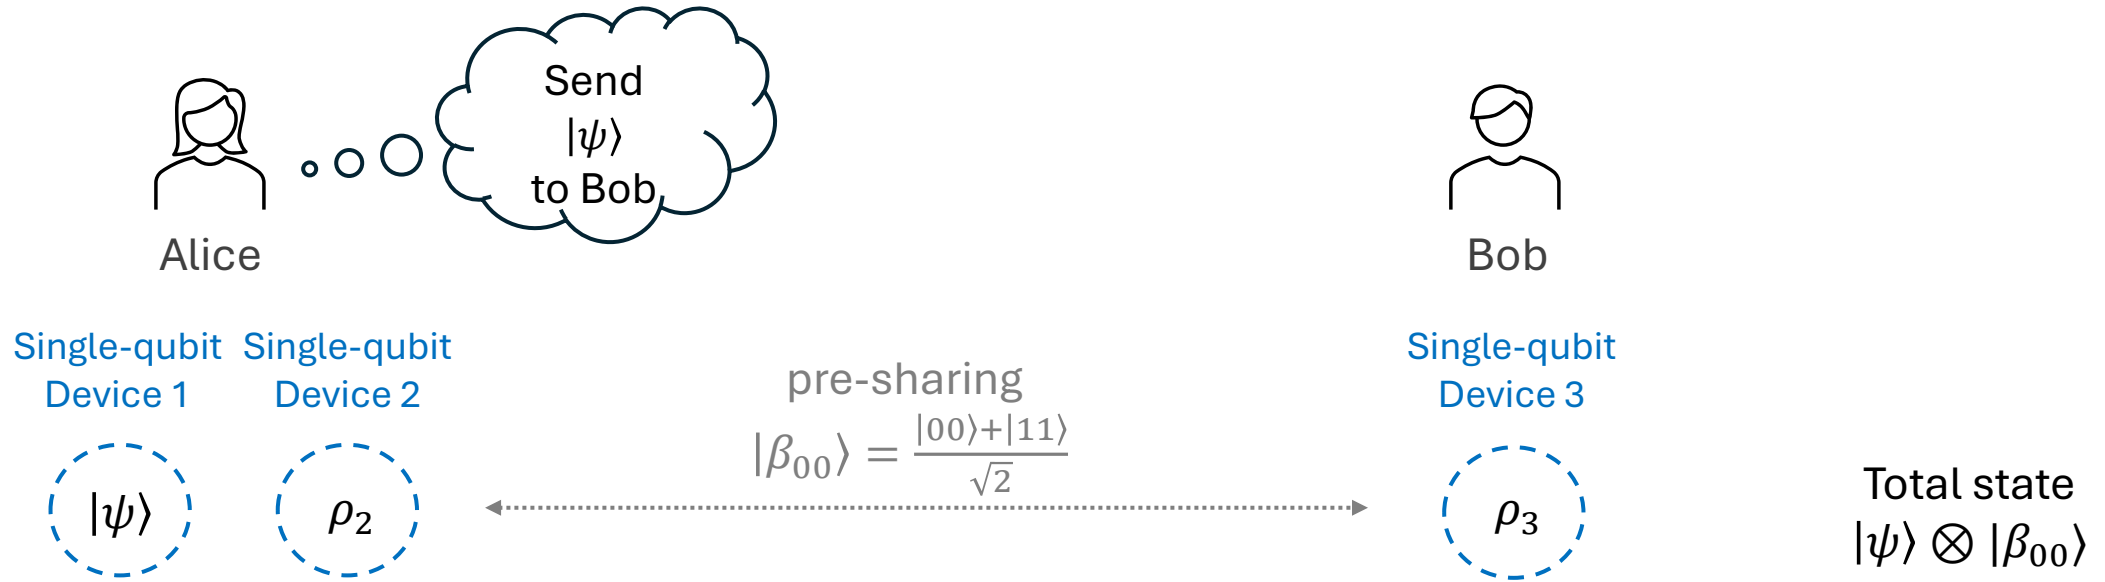 Send
|ψ⟩
to Bob
Alice
Bob
Single-qubit
Device 1
Single-qubit
Device 2
pre-sharing
|β₀₀⟩ = |00⟩+|11⟩ / √2
Single-qubit
Device 3
|ψ⟩
ρ₂
ρ₃
Total state
|ψ⟩ ⊗ |β₀₀⟩